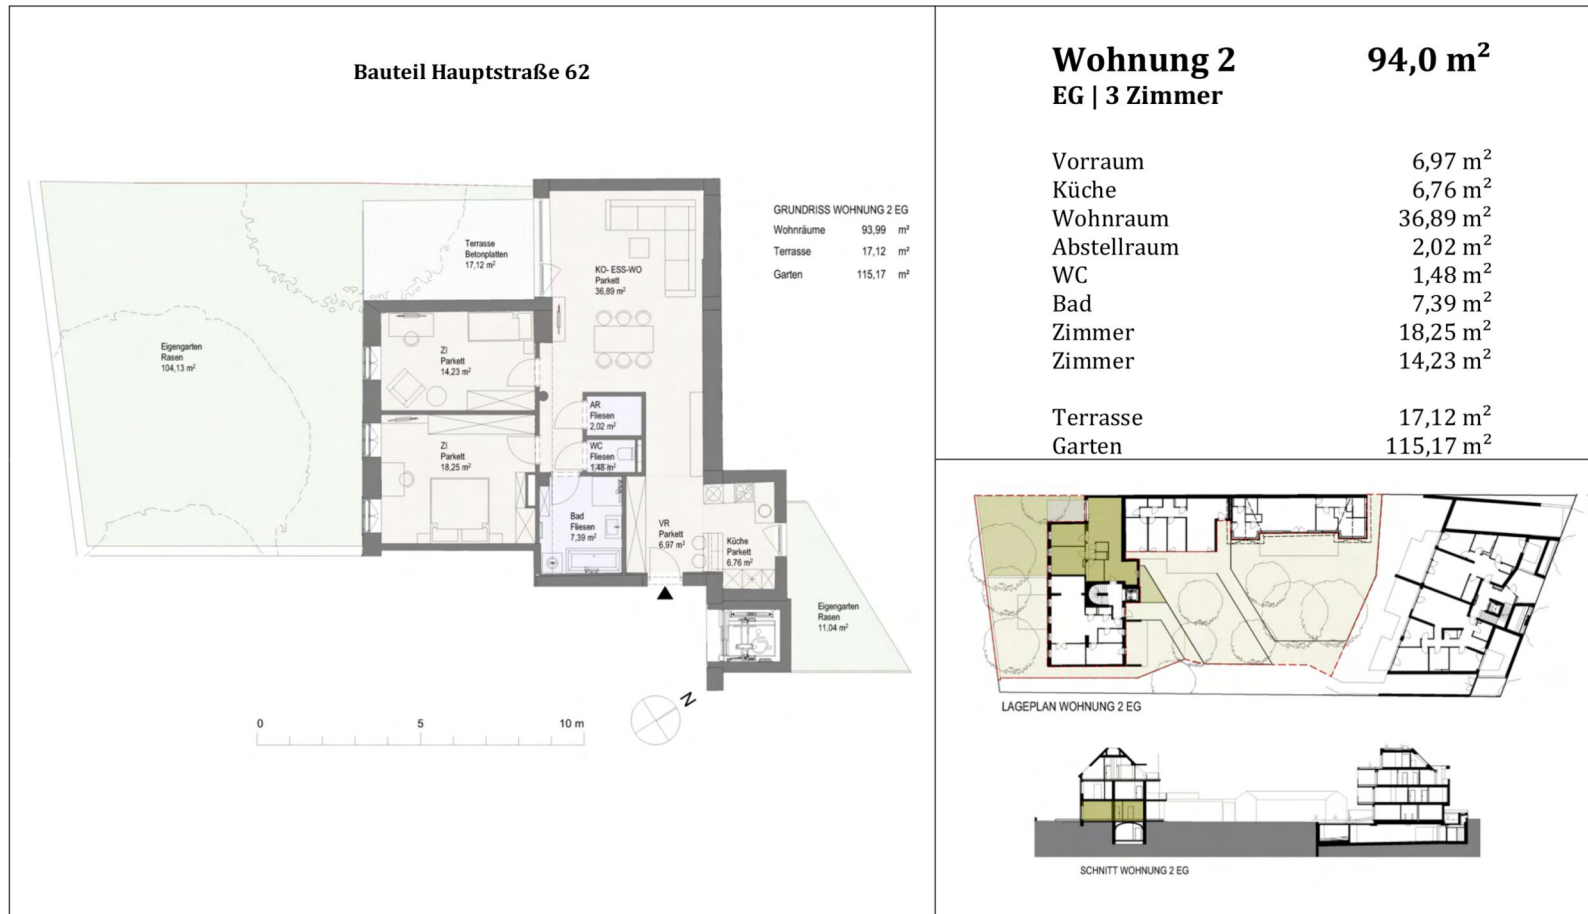 Bauteil Hauptstraße 62
Terrasse
Betonplatten
17,12 m²
KO- ESS-WO
Parkett
36,89 m²
GRUNDRISS WOHNUNG 2 EG
Wohnräume 93,99 m²
Terrasse 17,12 m²
Garten 115,17 m²
Eigengarten
Rasen
104,13 m²
ZI
Parkett
14,23 m²
AR
Fliesen
2,02 m²
ZI
Parkett
18,25 m²
WC
Fliesen
1,48 m²
Bad
Fliesen
7,39 m²
VR
Parkett
6,97 m²
Küche
Parkett
6,76 m²
Eigengarten
Rasen
11,04 m²
N
0 5 10 m
Wohnung 2 94,0 m²
EG | 3 Zimmer
Vorraum 6,97 m²
Küche 6,76 m²
Wohnraum 36,89 m²
Abstellraum 2,02 m²
WC 1,48 m²
Bad 7,39 m²
Zimmer 18,25 m²
Zimmer 14,23 m²
Terrasse 17,12 m²
Garten 115,17 m²
LAGEPLAN WOHNUNG 2 EG
SCHNITT WOHNUNG 2 EG